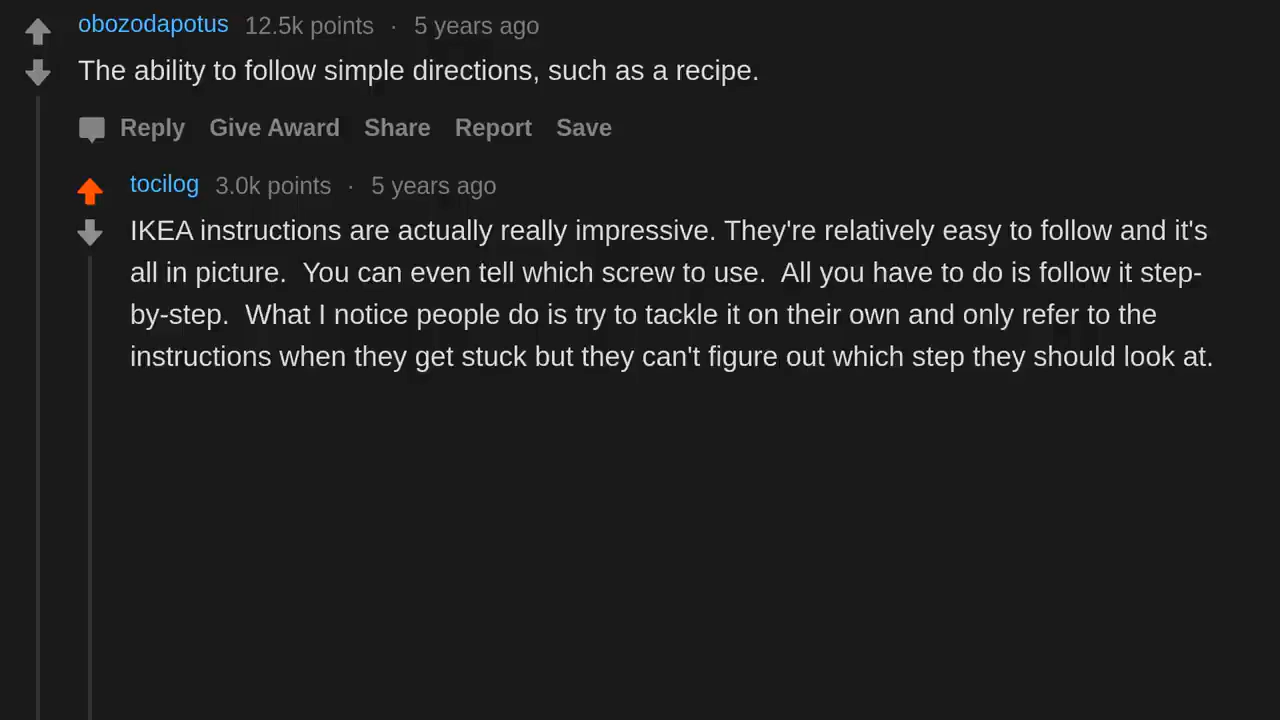 obozodapotus 12.5k points · 5 years ago
The ability to follow simple directions, such as a recipe.
Reply Give Award Share Report Save
tocilog 3.0k points · 5 years ago
IKEA instructions are actually really impressive. They're relatively easy to follow and it's
all in picture.  You can even tell which screw to use.  All you have to do is follow it step-
by-step.  What I notice people do is try to tackle it on their own and only refer to the
instructions when they get stuck but they can't figure out which step they should look at.